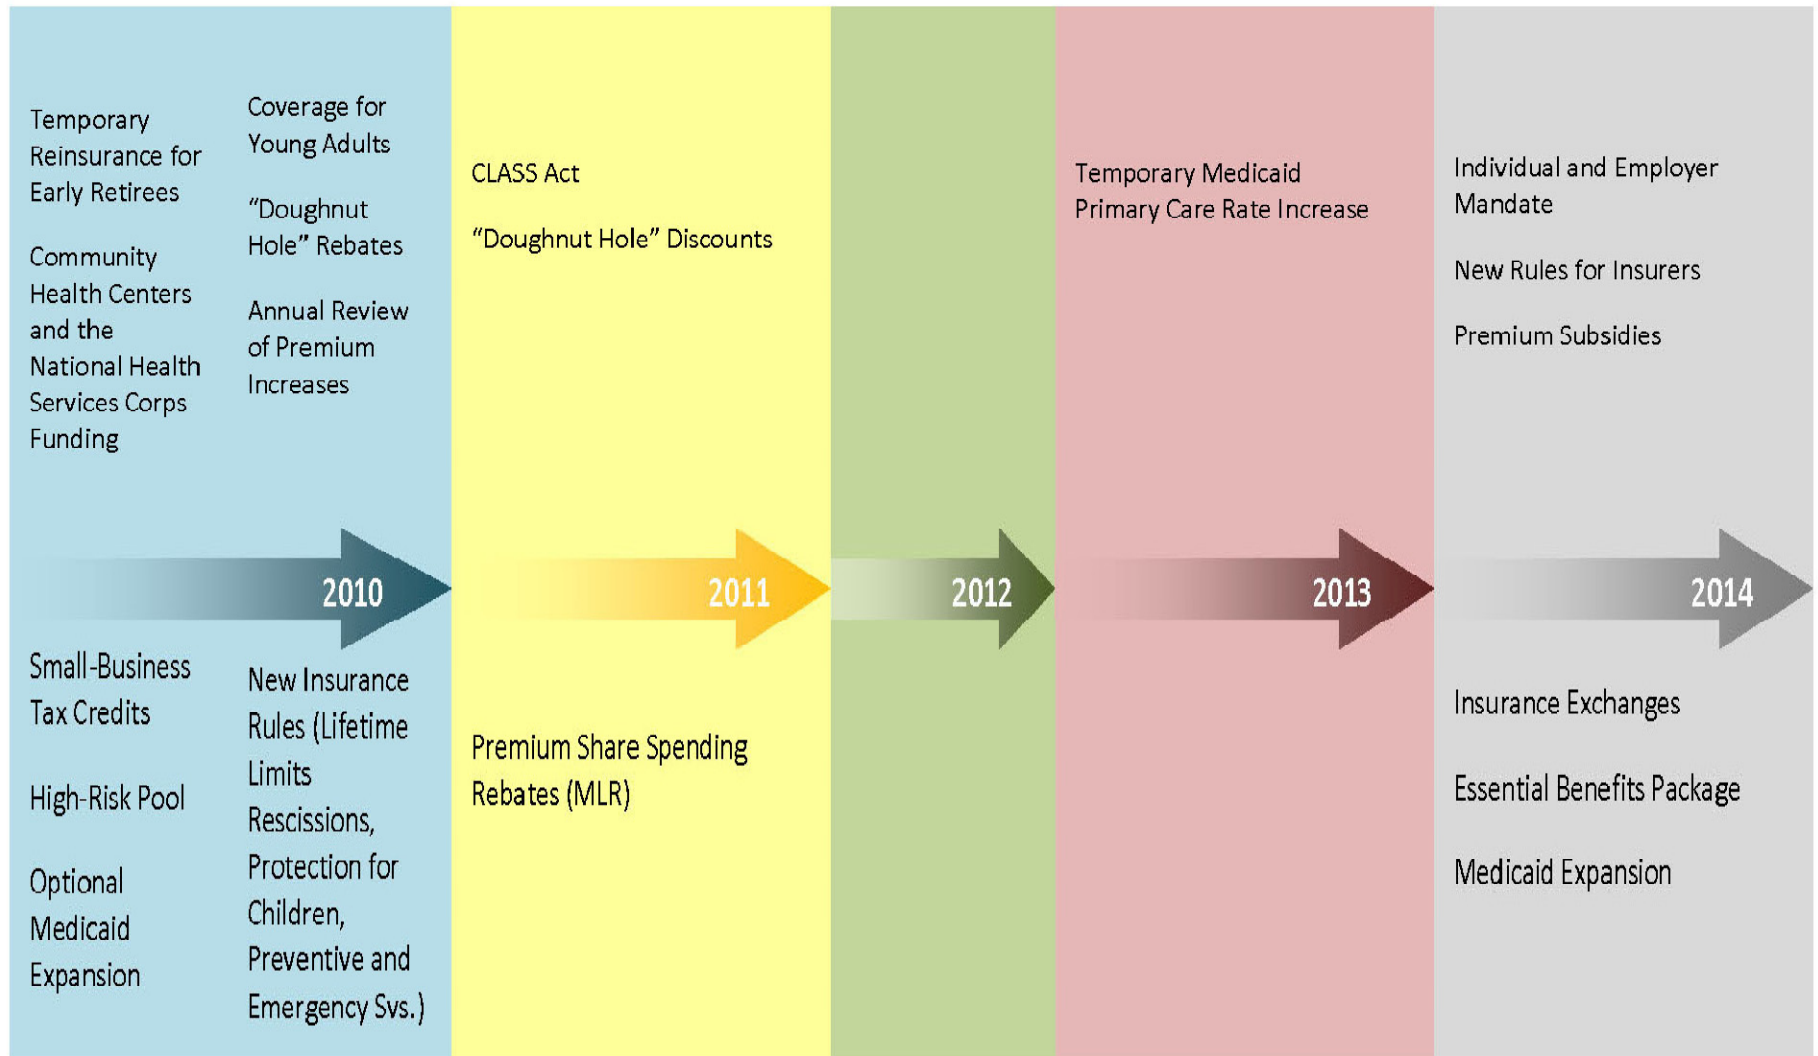 Temporary
Reinsurance for
Early Retirees
Community
Health Centers
and the
National Health
Services Corps
Funding
Coverage for
Young Adults
“Doughnut
Hole” Rebates
Annual Review
of Premium
Increases
CLASS Act
“Doughnut Hole” Discounts
Temporary Medicaid
Primary Care Rate Increase
Individual and Employer
Mandate
New Rules for Insurers
Premium Subsidies
2010
2011
2012
2013
2014
Small-Business
Tax Credits
High-Risk Pool
Optional
Medicaid
Expansion
New Insurance
Rules (Lifetime
Limits
Rescissions,
Protection for
Children,
Preventive and
Emergency Svs.)
Premium Share Spending
Rebates (MLR)
Insurance Exchanges
Essential Benefits Package
Medicaid Expansion